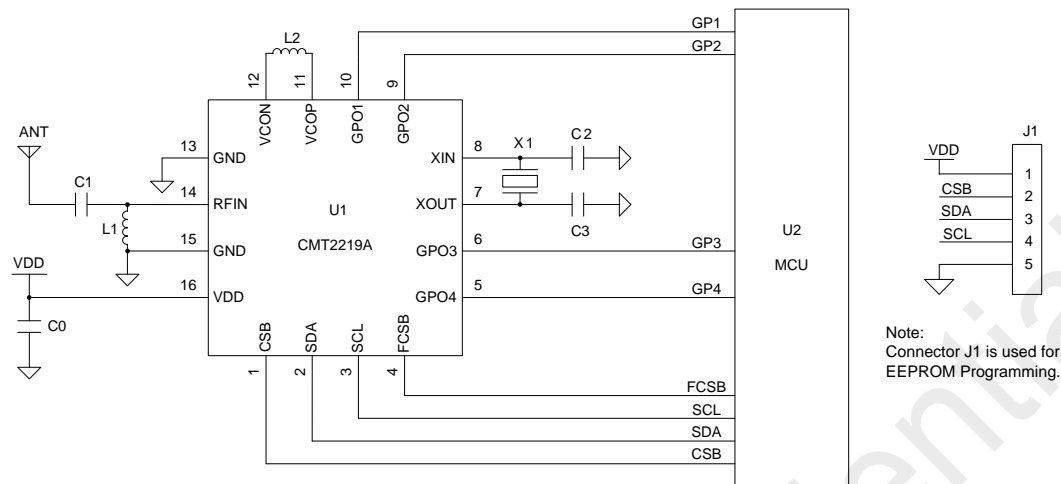 GP1
GP2
L2
12
11
10
9
VCON
VCOP
GPO1
GPO2
ANT
13
GND
XIN
8
X1
C2
J1
VDD
1
C1
14
RFIN
U1
XOUT
7
CSB
2
L1
CMT2219A
C3
SDA
3
15
GND
GPO3
6
GP3
U2
SCL
4
VDD
MCU
5
16
VDD
GPO4
5
GP4
C0
CSB
SDA
SCL
FCSB
1
2
3
4
Note:
Connector J1 is used for
EEPROM Programming.
FCSB
SCL
SDA
CSB